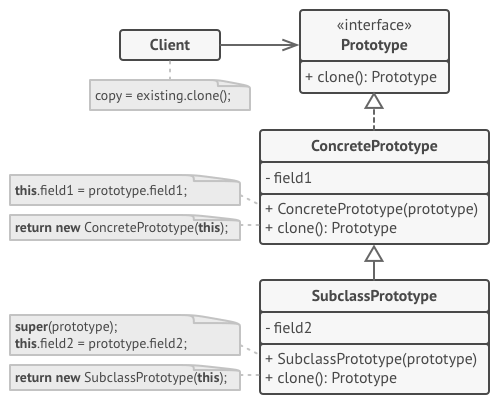 Client
«interface»
Prototype
+ clone(): Prototype
copy = existing.clone();
ConcretePrototype
- field1
this.field1 = prototype.field1;
+ ConcretePrototype(prototype)
return new ConcretePrototype(this);
+ clone(): Prototype
SubclassPrototype
- field2
super(prototype);
this.field2 = prototype.field2;
+ SubclassPrototype(prototype)
return new SubclassPrototype(this);
+ clone(): Prototype